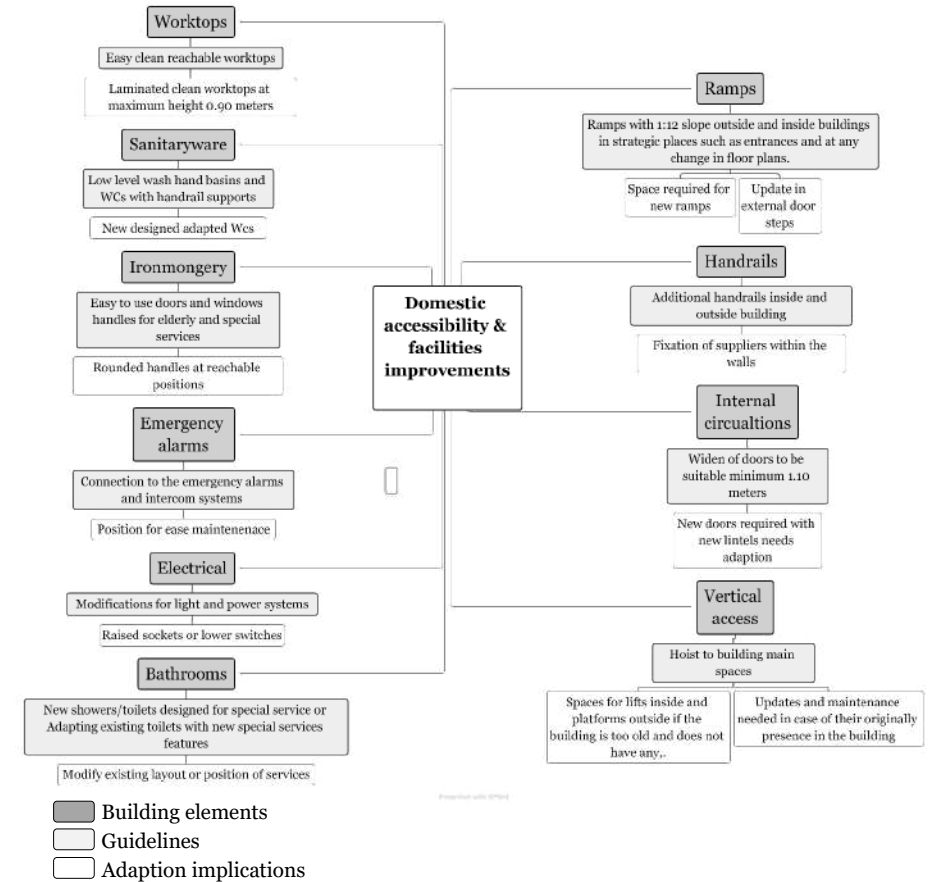 Worktops
Easy clean reachable worktops
Laminated clean worktops at
maximum height 0.90 meters
Sanitaryware
Low level wash hand basins and
WCs with handrail supports
New designed adapted Wcs
Ironmongery
Easy to use doors and windows
handles for elderly and special
services
Rounded handles at reachable
positions
Emergency
alarms
Connection to the emergency alarms
and intercom systems
Position for ease maintenenace
Electrical
Modifications for light and power systems
Raised sockets or lower switches
Bathrooms
New showers/toilets designed for special service or
Adapting existing toilets with new special services
features
Modify existing layout or position of services
Domestic
accessibility &
facilities
improvements
Ramps
Ramps with 1:12 slope outside and inside buildings
in strategic places such as entrances and at any
change in floor plans.
Space required for
new ramps
Update in
external door
steps
Handrails
Additional handrails inside and
outside building
Fixation of suppliers within the
walls
Internal
circualtions
Widen of doors to be
suitable minimum 1.10
meters
New doors required with
new lintels needs
adaption
Vertical
access
Hoist to building main
spaces
Spaces for lifts inside and
platforms outside if the
building is too old and does not
have any,.
Updates and maintenance
needed in case of their originally
presence in the building
Building elements
Guidelines
Adaption implications